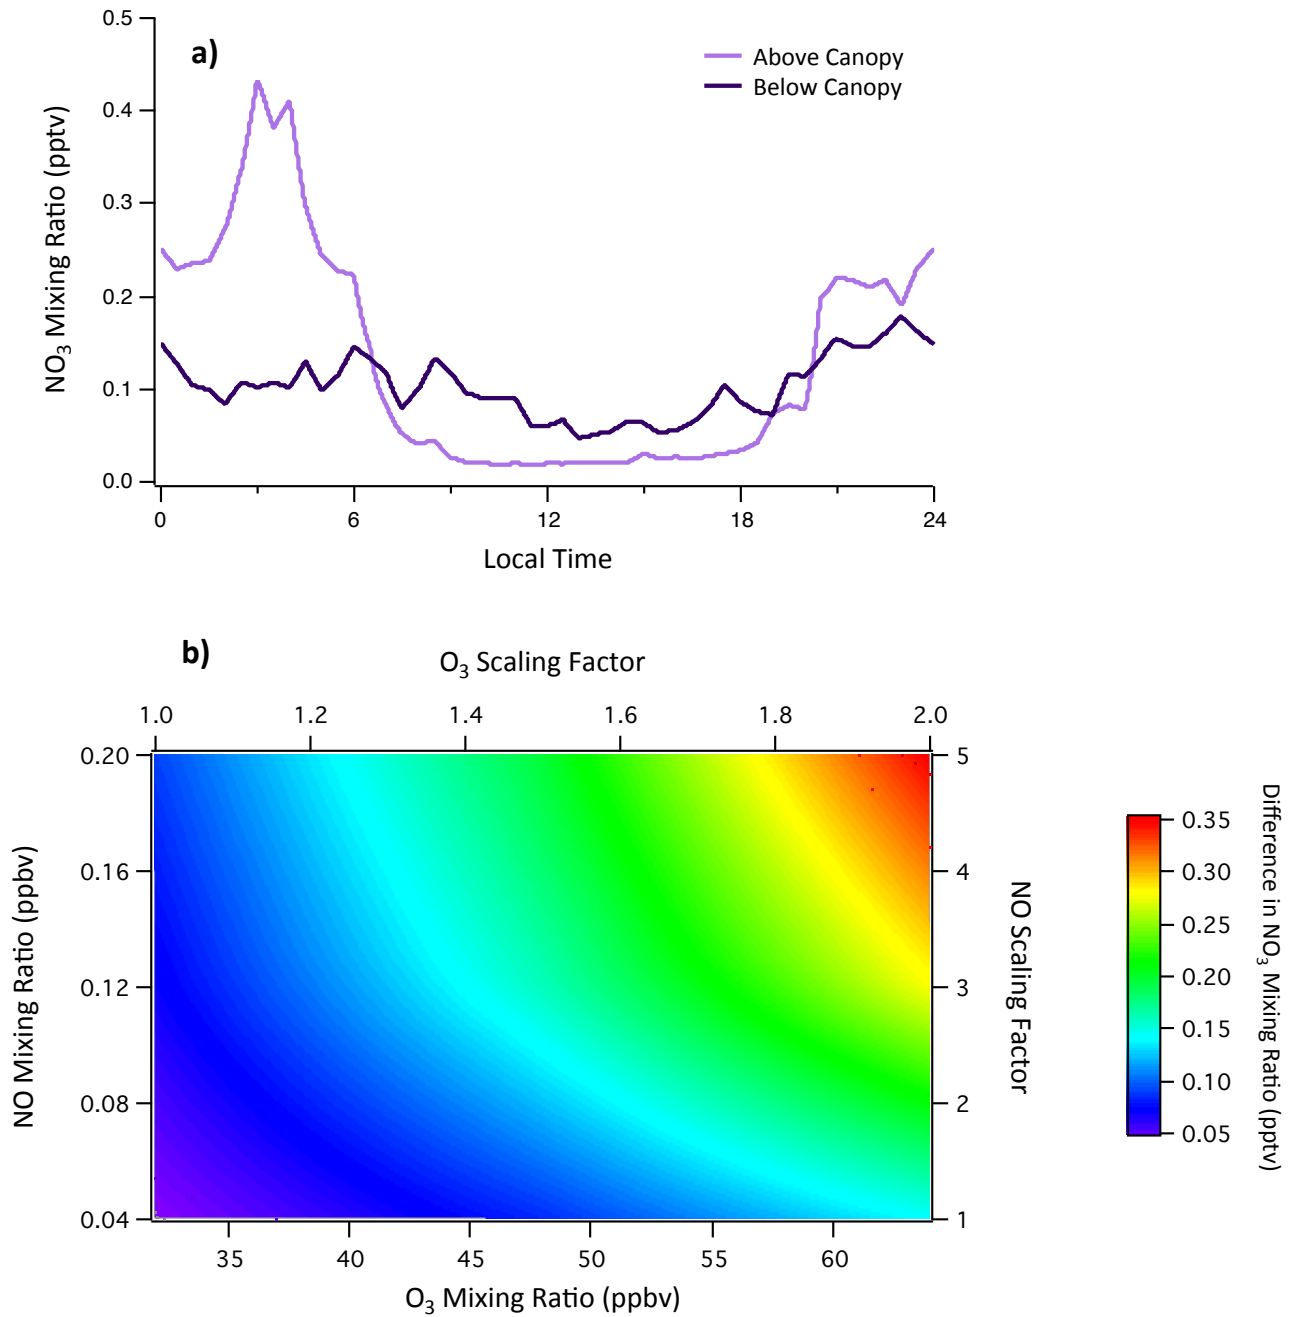 a)
Above Canopy
Below Canopy
0.5
0.4
0.3
0.2
0.1
0.0
NO3 Mixing Ratio (pptv)
0 6 12 18 24
Local Time
b)
O3 Scaling Factor
1.0 1.2 1.4 1.6 1.8 2.0
0.20
0.16
0.12
0.08
0.04
NO Mixing Ratio (ppbv)
5
4
3
2
1
NO Scaling Factor
35 40 45 50 55 60
O3 Mixing Ratio (ppbv)
0.35
0.30
0.25
0.20
0.15
0.10
0.05
Difference in NO3 Mixing Ratio (pptv)